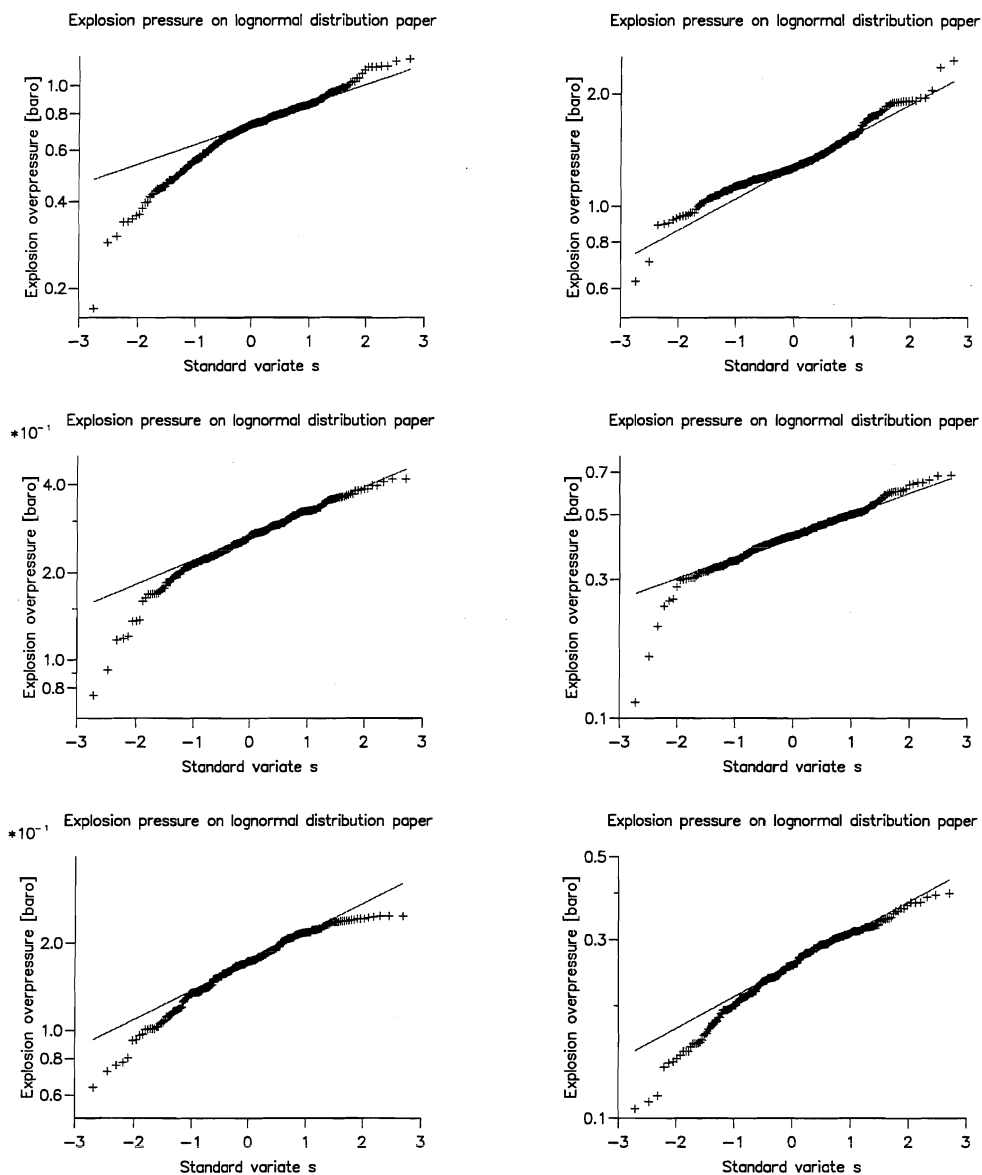 Explosion pressure on lognormal distribution paper
Explosion overpressure [baro]
1.0
0.8
0.6
0.4
0.2
−3 −2 −1 0 1 2 3
Standard variate s
Explosion pressure on lognormal distribution paper
Explosion overpressure [baro]
2.0
1.0
0.8
0.6
−3 −2 −1 0 1 2 3
Standard variate s
Explosion pressure on lognormal distribution paper
*10⁻¹
Explosion overpressure [baro]
4.0
2.0
1.0
0.8
−3 −2 −1 0 1 2 3
Standard variate s
Explosion pressure on lognormal distribution paper
Explosion overpressure [baro]
0.7
0.5
0.3
0.1
−3 −2 −1 0 1 2 3
Standard variate s
Explosion pressure on lognormal distribution paper
*10⁻¹
Explosion overpressure [baro]
2.0
1.0
0.8
0.6
−3 −2 −1 0 1 2 3
Standard variate s
Explosion pressure on lognormal distribution paper
Explosion overpressure [baro]
0.5
0.3
0.1
−3 −2 −1 0 1 2 3
Standard variate s